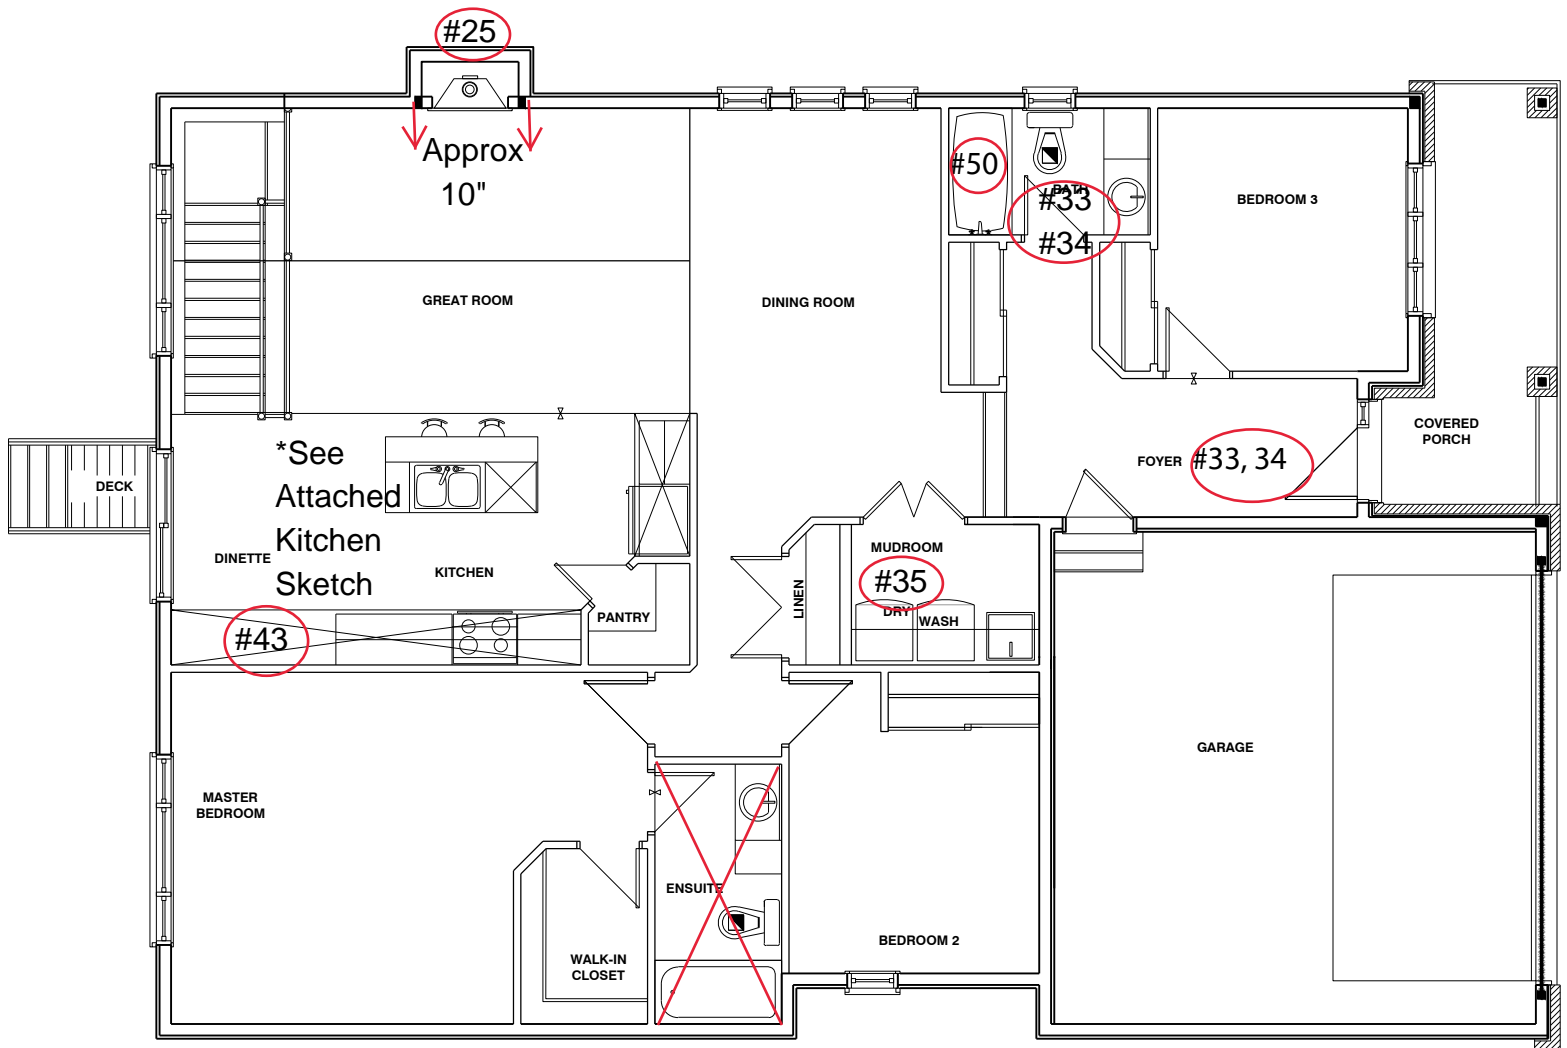 #25
Approx
10"
#50
BATH
#33
#34
BEDROOM 3
GREAT ROOM
DINING ROOM
COVERED
PORCH
FOYER
#33, 34
DECK
*See
Attached
Kitchen
Sketch
DINETTE
KITCHEN
MUDROOM
#35
LINEN
DRY
WASH
PANTRY
#43
GARAGE
MASTER
BEDROOM
ENSUITE
BEDROOM 2
WALK-IN
CLOSET